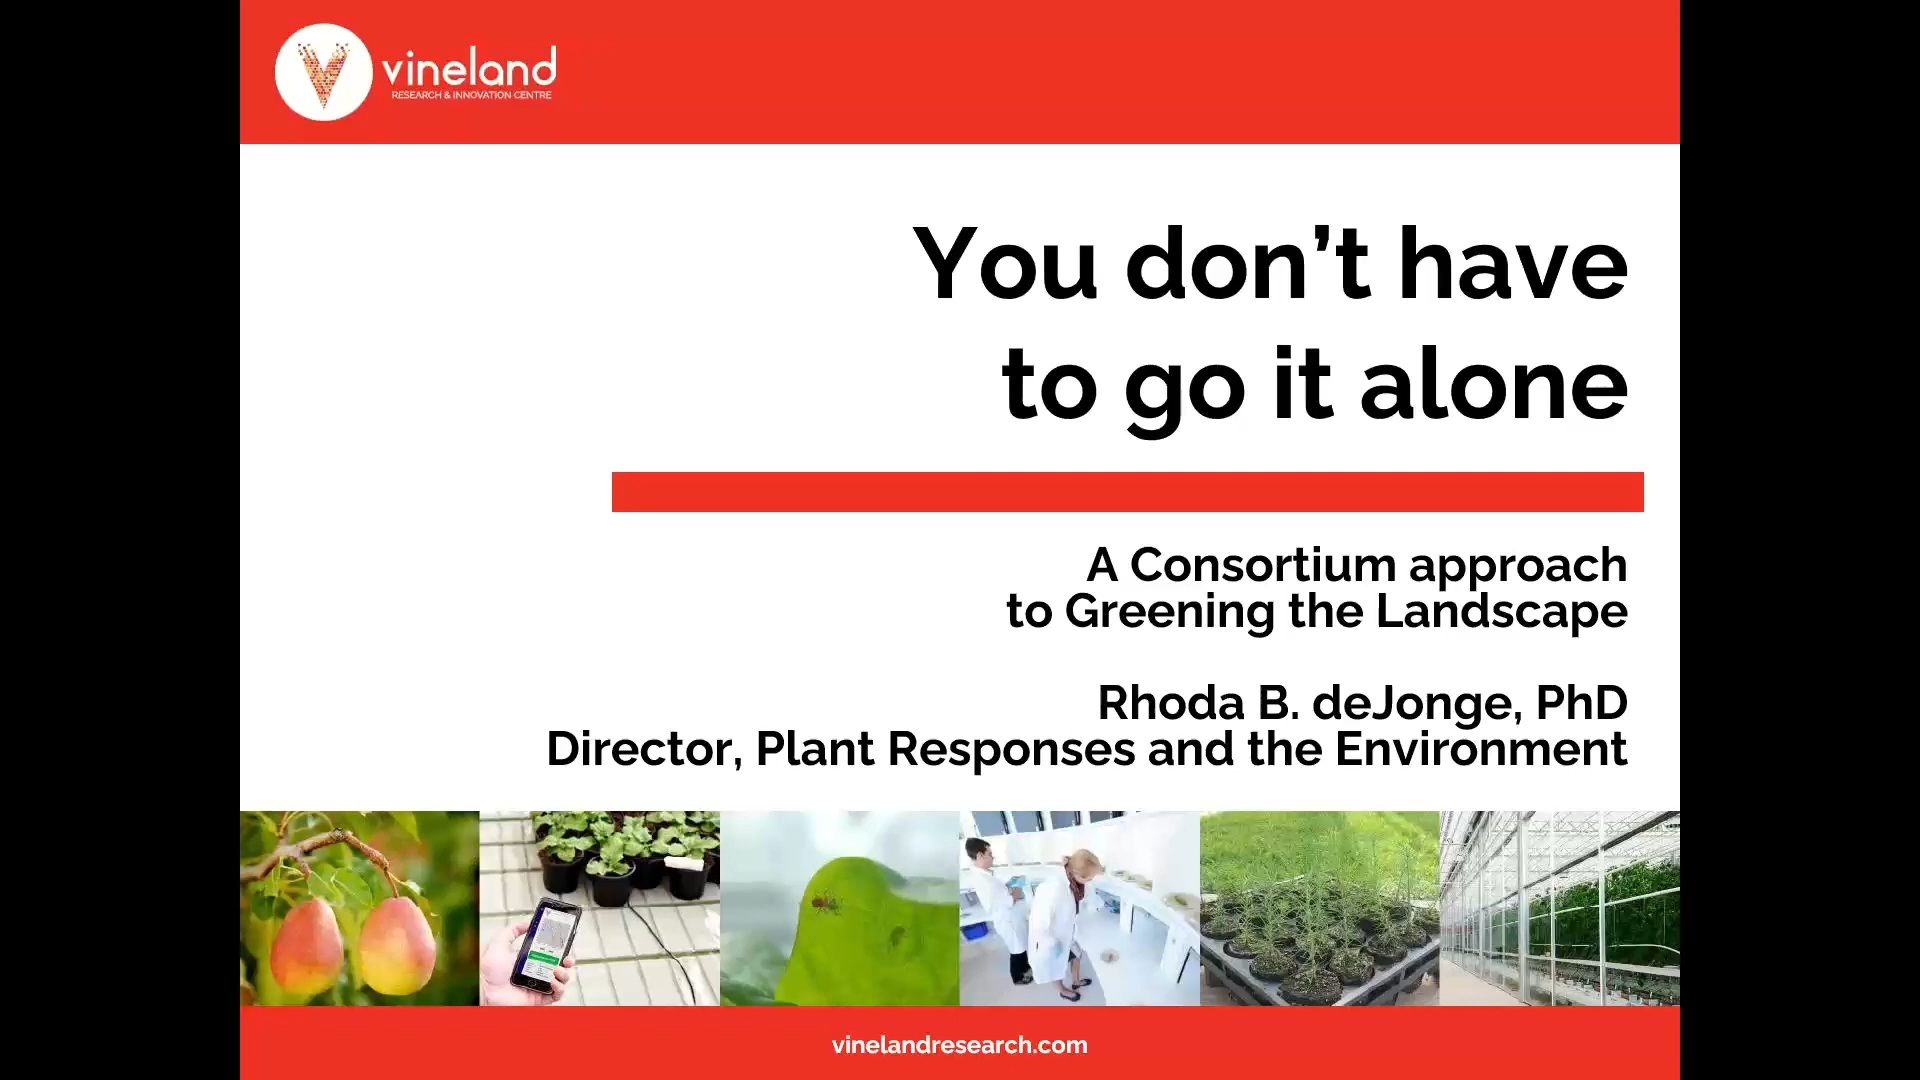 vineland
RESEARCH & INNOVATION CENTRE
You don’t have
to go it alone
A Consortium approach
to Greening the Landscape
Rhoda B. deJonge, PhD
Director, Plant Responses and the Environment
vinelandresearch.com